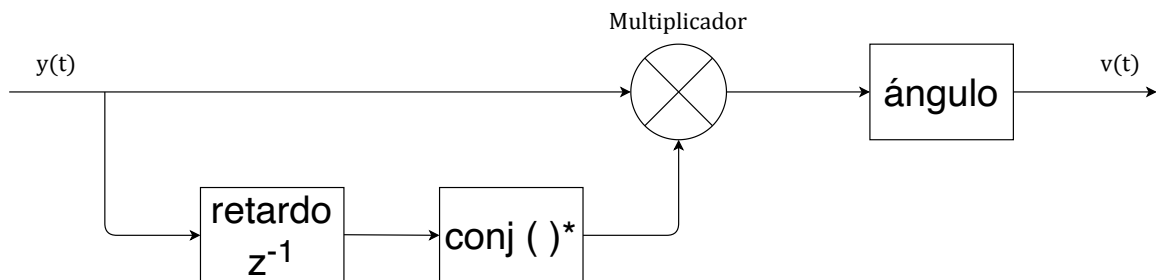 Multiplicador
y(t)
v(t)
ángulo
retardo
z⁻¹
conj ( )*